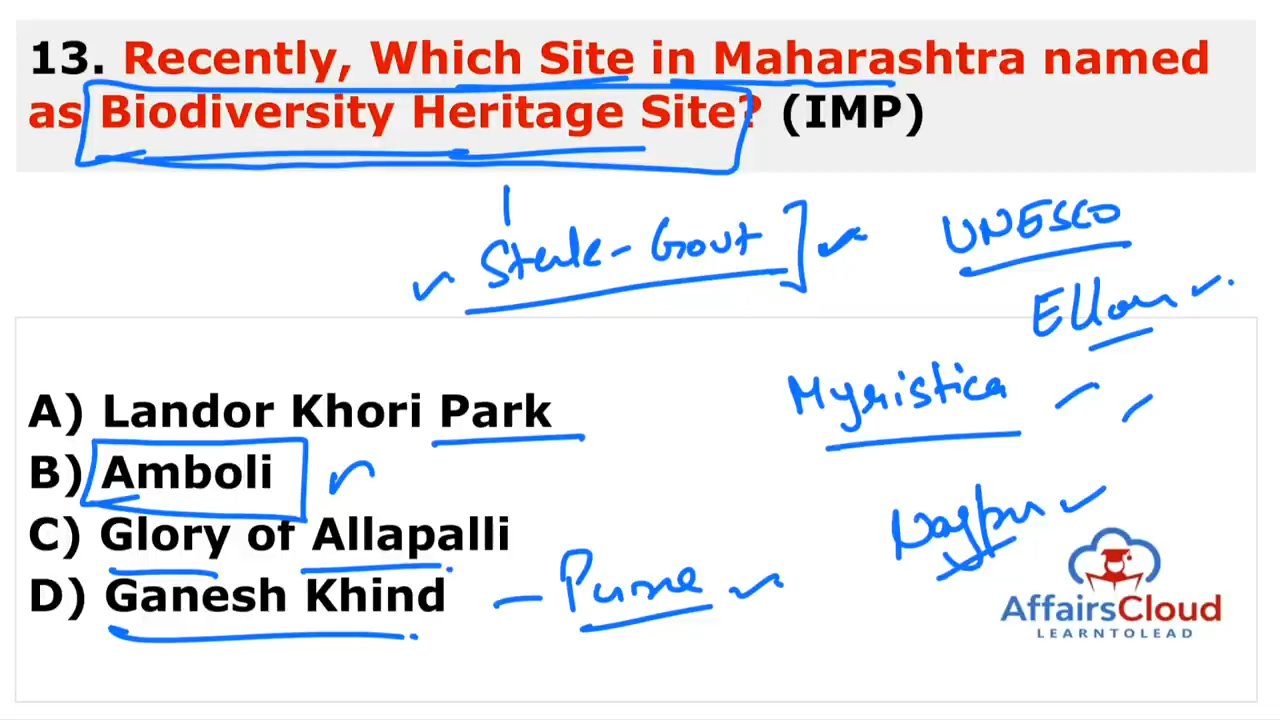 13. Recently, Which Site in Maharashtra named
as Biodiversity Heritage Site? (IMP)
State-Govt
UNESCO
A) Landor Khori Park
Myristica
B) Amboli
C) Glory of Allapalli
Nagpur
D) Ganesh Khind
Pune
AffairsCloud
LEARNTOLEAD